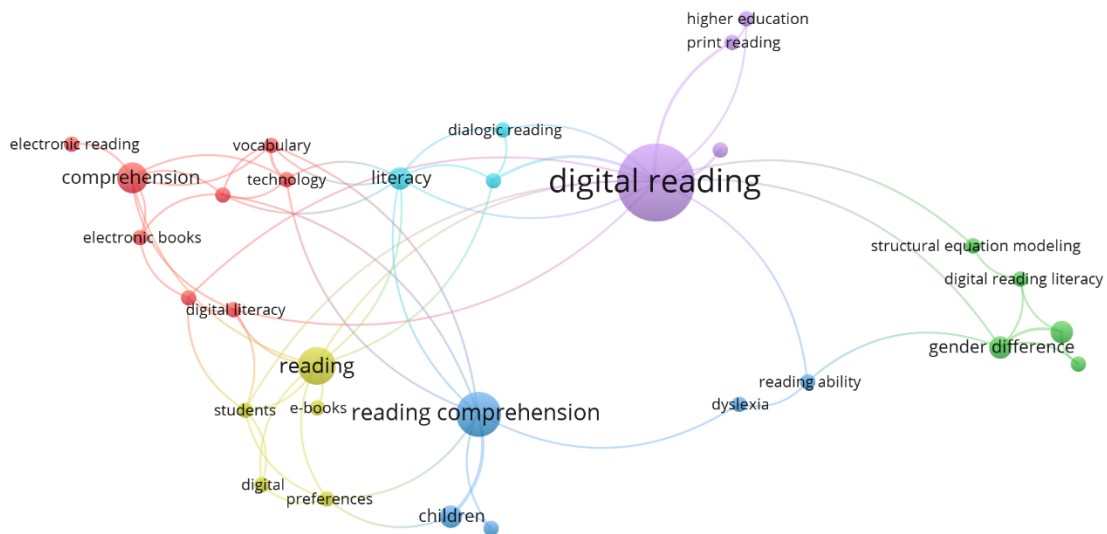 higher education
print reading
dialogic reading
electronic reading
vocabulary
comprehension
technology
literacy
digital reading
electronic books
structural equation modeling
digital reading literacy
digital literacy
gender difference
reading
reading ability
students
e-books
reading comprehension
dyslexia
digital
preferences
children